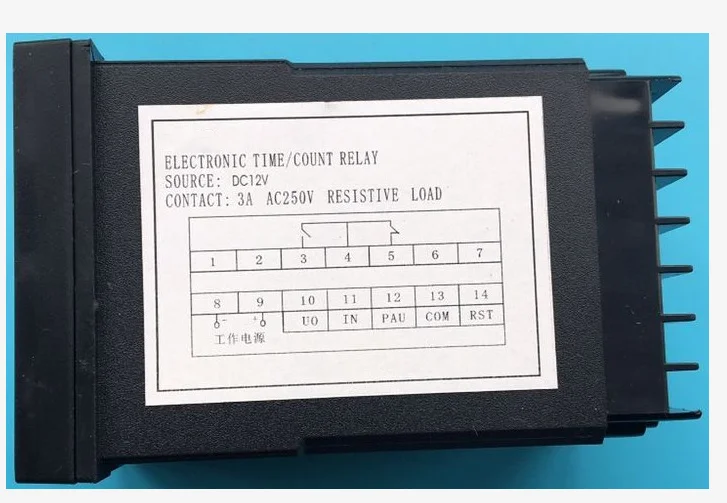 ELECTRONIC TIME/COUNT RELAY
SOURCE: DC12V
CONTACT: 3A AC250V RESISTIVE LOAD
1 2 3 4 5 6 7
8 9 10 11 12 13 14
- + UO IN PAU COM RST
工作电源